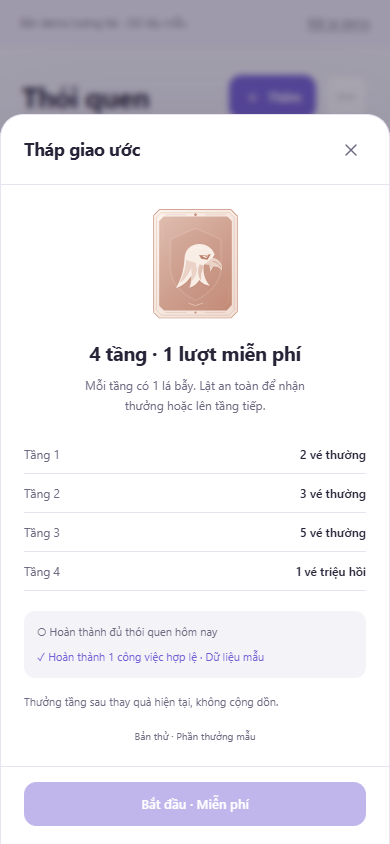 Thói quen
Thêm
Tháp giao ước
4 tầng · 1 lượt miễn phí
Mỗi tầng có 1 lá bẫy. Lật an toàn để nhận
thưởng hoặc lên tầng tiếp.
Tầng 1 2 vé thường
Tầng 2 3 vé thường
Tầng 3 5 vé thường
Tầng 4 1 vé triệu hồi
Hoàn thành đủ thói quen hôm nay
✓ Hoàn thành 1 công việc hợp lệ · Dữ liệu mẫu
Thưởng tầng sau thay quà hiện tại, không cộng dồn.
Bản thử · Phần thưởng mẫu
Bắt đầu · Miễn phí